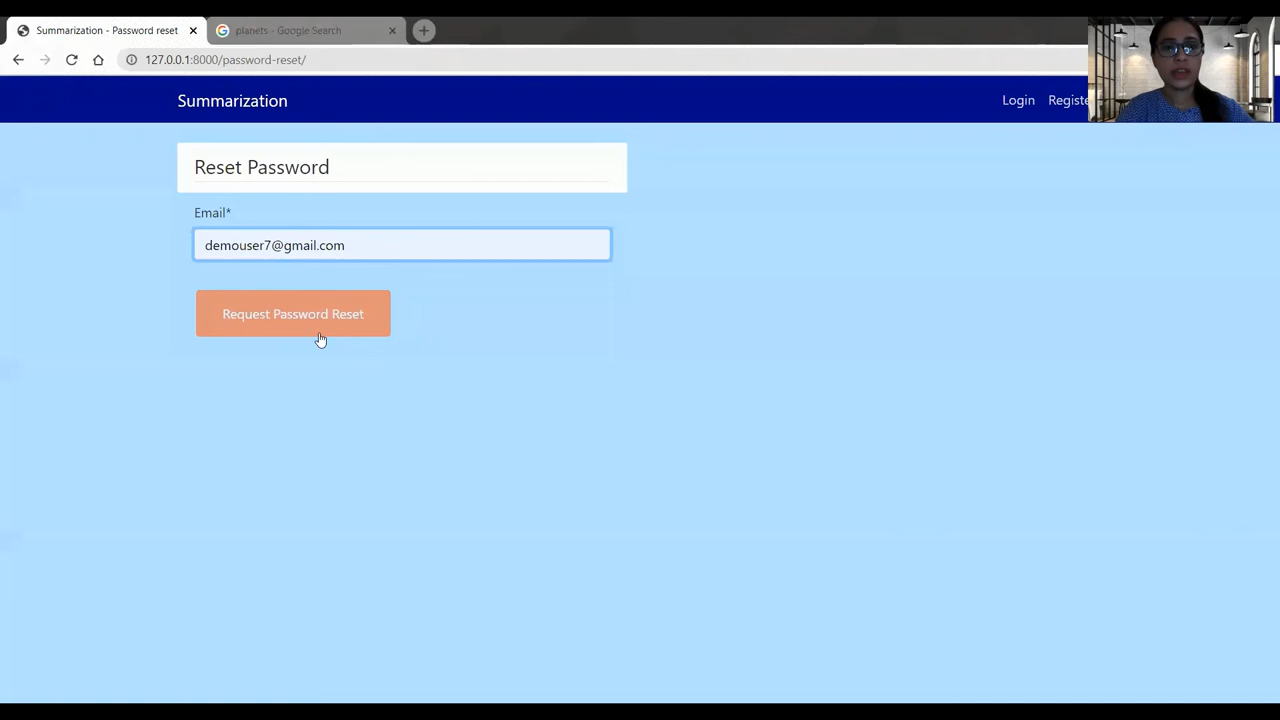 Summarization - Password reset
planets - Google Search
127.0.0.1:8000/password-reset/
Summarization
Login Registe
Reset Password
Email*
demouser7@gmail.com
Request Password Reset